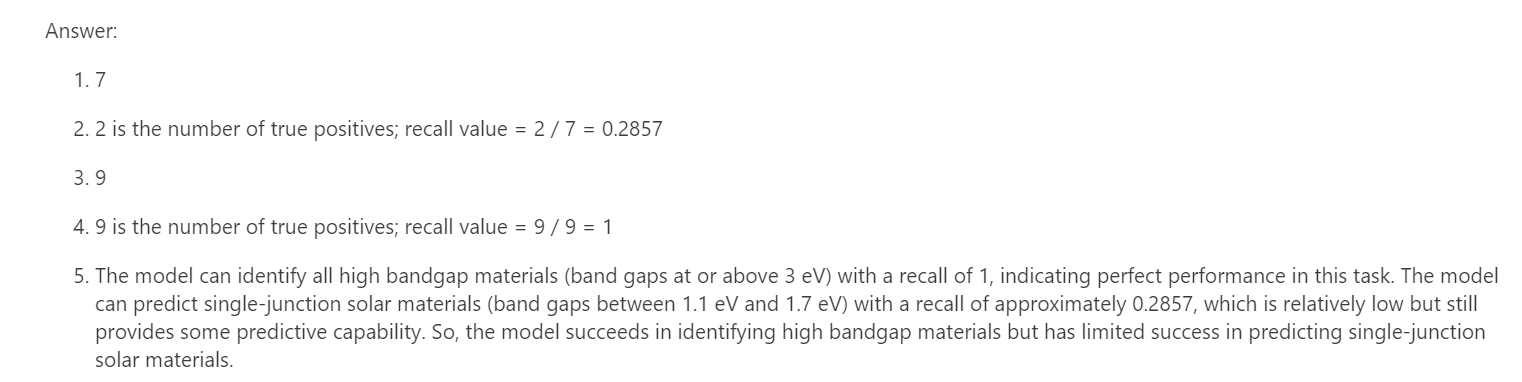 Answer:
1. 7
2. 2 is the number of true positives; recall value = 2 / 7 = 0.2857
3. 9
4. 9 is the number of true positives; recall value = 9 / 9 = 1
5. The model can identify all high bandgap materials (band gaps at or above 3 eV) with a recall of 1, indicating perfect performance in this task. The model
can predict single-junction solar materials (band gaps between 1.1 eV and 1.7 eV) with a recall of approximately 0.2857, which is relatively low but still
provides some predictive capability. So, the model succeeds in identifying high bandgap materials but has limited success in predicting single-junction
solar materials.